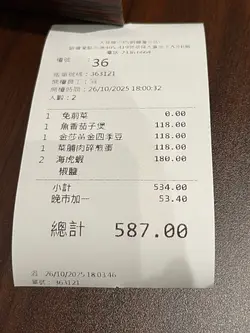 檯號 36
帳單號碼：363121
開檯時間：26/10/2025 18:00:32
人數：2
1 免前菜 0.00
1 魚香茄子煲 118.00
1 金莎黃金四季豆 118.00
1 菜脯肉碎煎蛋 118.00
2 海虎蝦 180.00
椒鹽
小計 534.00
晚市加一 53.40
總計 587.00
26/10/2025 18:03:46
單號：363121